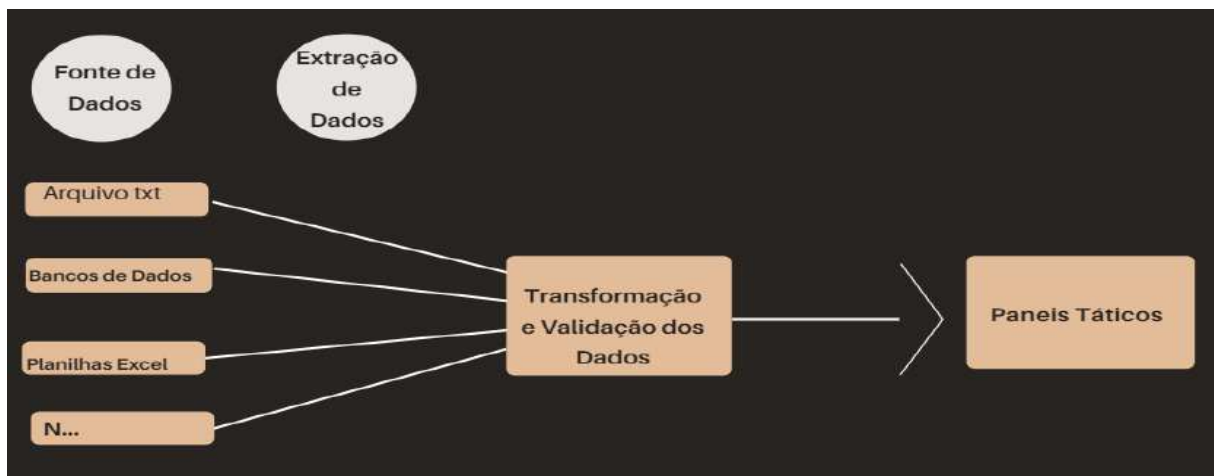 Fonte de
Dados
Extração
de
Dados
Arquivo txt
Bancos de Dados
Planilhas Excel
N...
Transformação
e Validação dos
Dados
Paneis Táticos